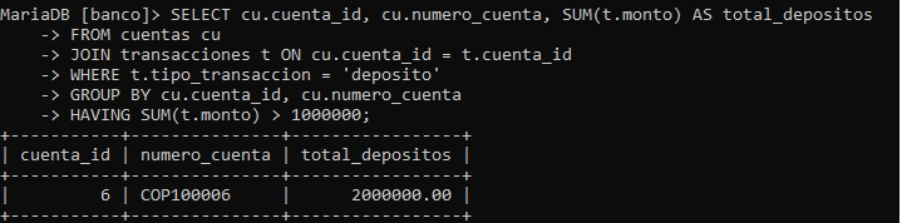 MariaDB [banco]> SELECT cu.cuenta_id, cu.numero_cuenta, SUM(t.monto) AS total_depositos
    -> FROM cuentas cu
    -> JOIN transacciones t ON cu.cuenta_id = t.cuenta_id
    -> WHERE t.tipo_transaccion = 'deposito'
    -> GROUP BY cu.cuenta_id, cu.numero_cuenta
    -> HAVING SUM(t.monto) > 1000000;
+-----------+---------------+-----------------+
| cuenta_id | numero_cuenta | total_depositos |
+-----------+---------------+-----------------+
|         6 | COP100006     |      2000000.00 |
+-----------+---------------+-----------------+